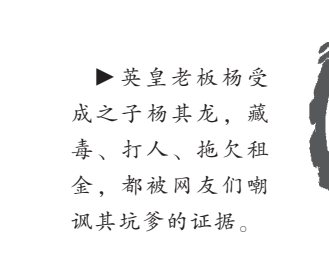 ▶英皇老板杨受
成之子杨其龙，藏
毒、打人、拖欠租
金，都被网友们嘲
讽其坑爹的证据。